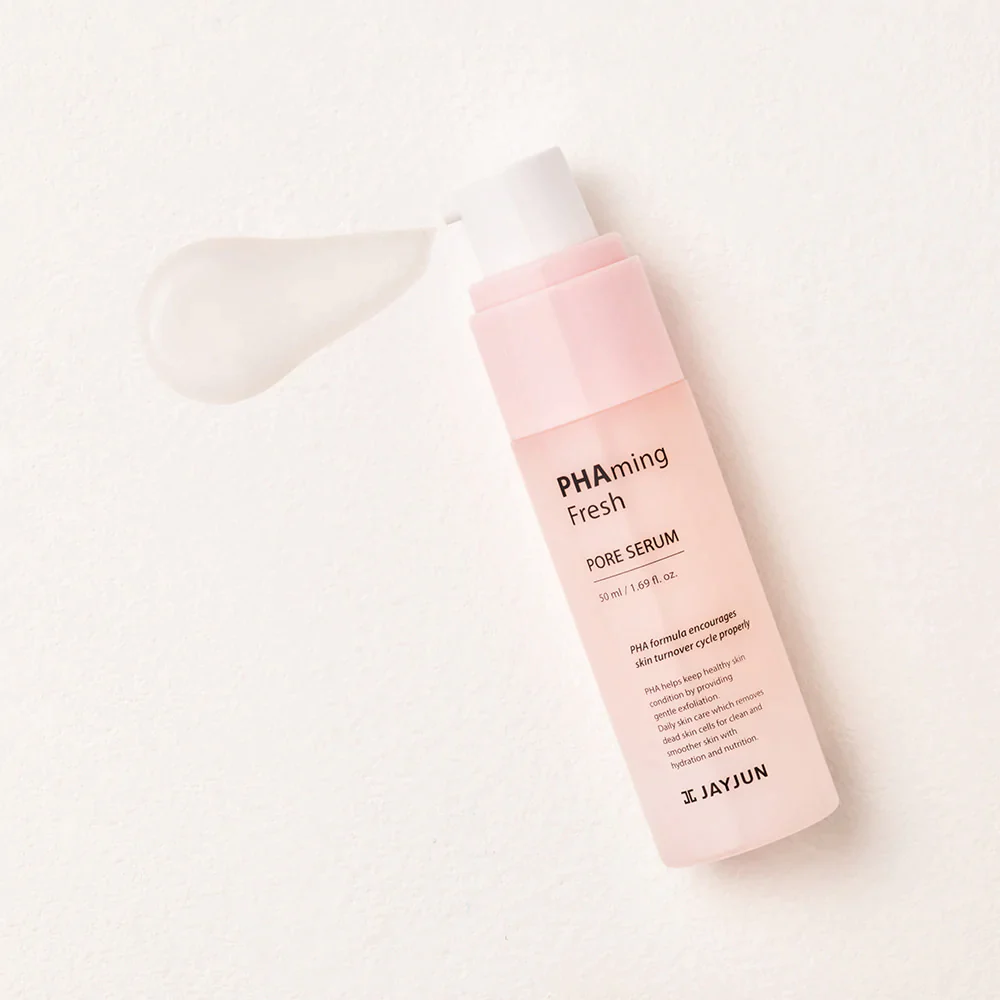 PHAming
Fresh
PORE SERUM
50 ml / 1.69 fl. oz.
PHA formula encourages
skin turnover cycle properly
PHA helps keep healthy skin
condition by providing
gentle exfoliation.
Daily skin care which removes
dead skin cells for clean and
smoother skin with
hydration and nutrition.
JAYJUN